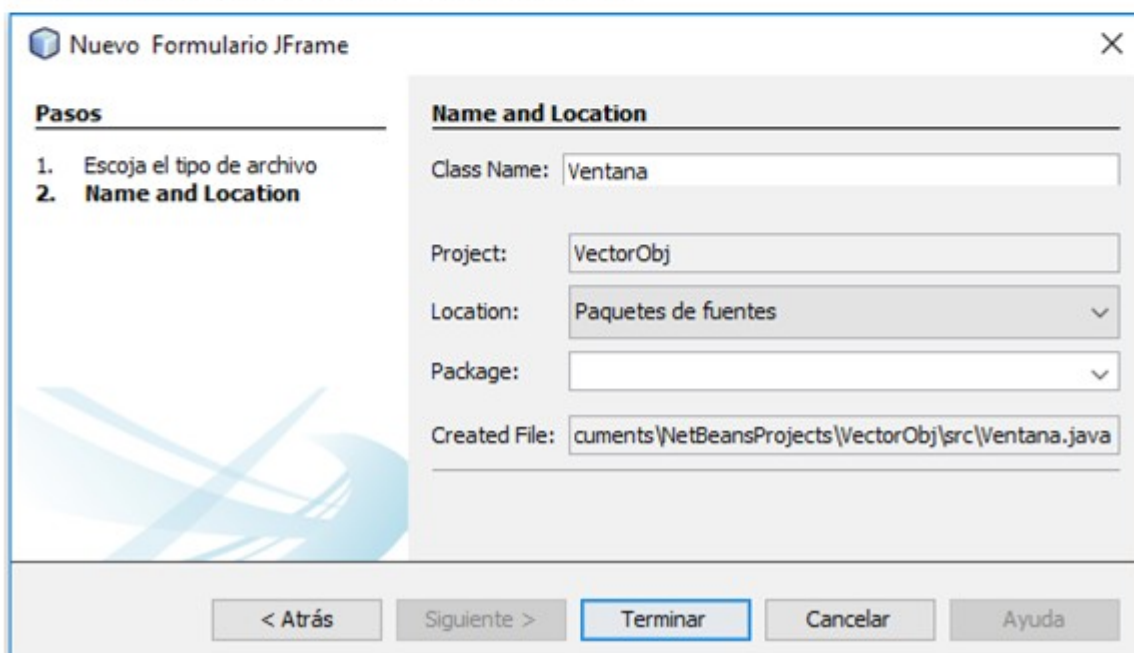 Nuevo Formulario JFrame
Pasos
1. Escoja el tipo de archivo
2. Name and Location
Name and Location
Class Name: Ventana
Project: VectorObj
Location: Paquetes de fuentes
Package:
Created File: cuments\NetBeansProjects\VectorObj\src\Ventana.java
< Atrás Siguiente > Terminar Cancelar Ayuda